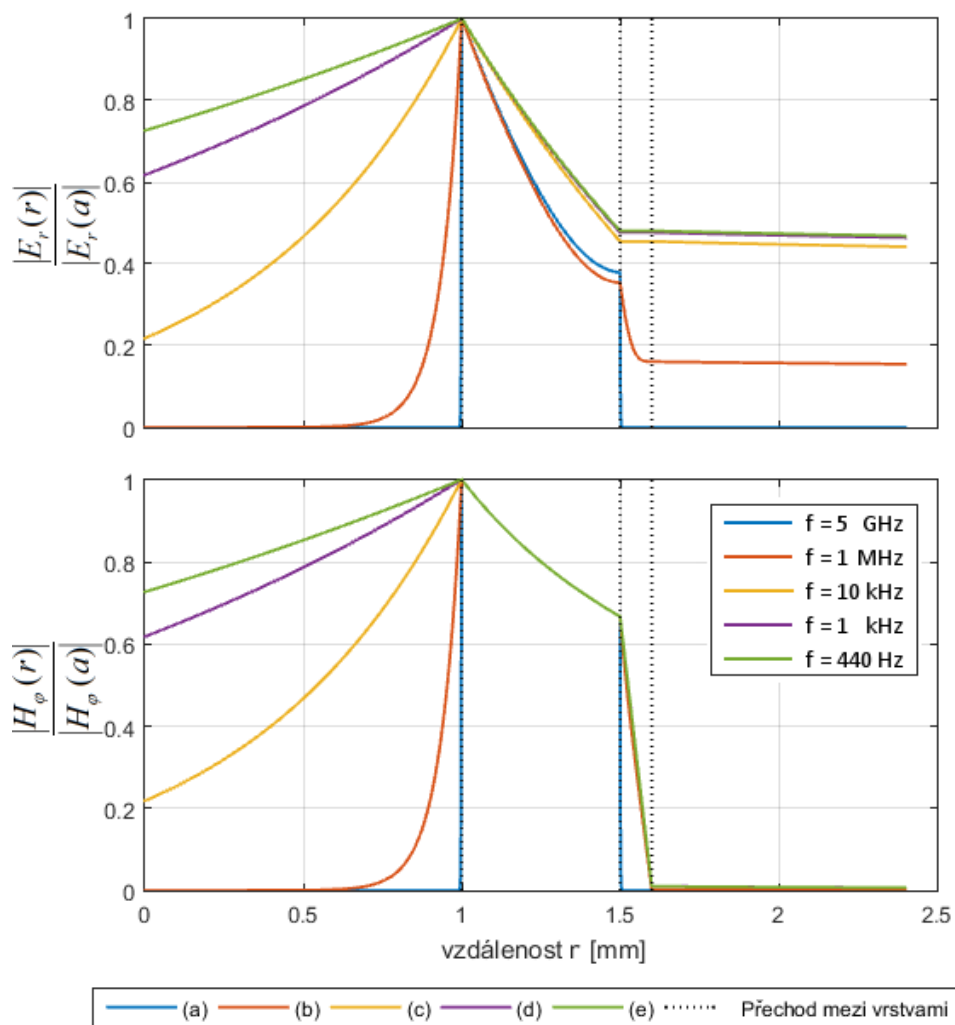 1
0.8
0.6
0.4
0.2
0
|E_r(r)|
|E_r(a)|
1
0.8
0.6
0.4
0.2
0
|H_φ(r)|
|H_φ(a)|
f = 5 GHz
f = 1 MHz
f = 10 kHz
f = 1 kHz
f = 440 Hz
0 0.5 1 1.5 2 2.5
vzdálenost r [mm]
(a) (b) (c) (d) (e) Přechod mezi vrstvami